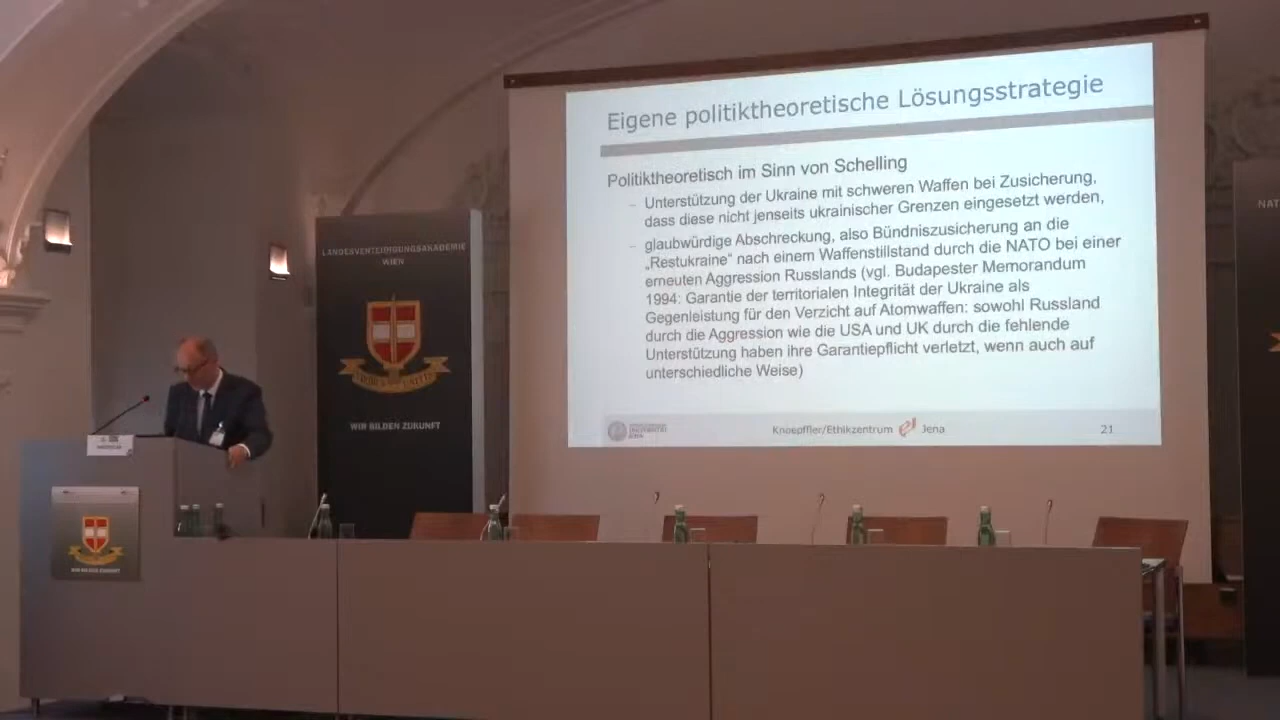 Eigene politiktheoretische Lösungsstrategie
Politiktheoretisch im Sinn von Schelling
– Unterstützung der Ukraine mit schweren Waffen bei Zusicherung,
dass diese nicht jenseits ukrainischer Grenzen eingesetzt werden,
– glaubwürdige Abschreckung, also Bündniszusicherung an die
„Restukraine“ nach einem Waffenstillstand durch die NATO bei einer
erneuten Aggression Russlands (vgl. Budapester Memorandum
1994: Garantie der territorialen Integrität der Ukraine als
Gegenleistung für den Verzicht auf Atomwaffen: sowohl Russland
durch die Aggression wie die USA und UK durch die fehlende
Unterstützung haben ihre Garantiepflicht verletzt, wenn auch auf
unterschiedliche Weise)
Knoepffler/Ethikzentrum Jena
21
LANDESVERTEIDIGUNGSAKADEMIE
WIEN
WIR BILDEN ZUKUNFT
WIR BILDEN ZUKUNFT
NAT